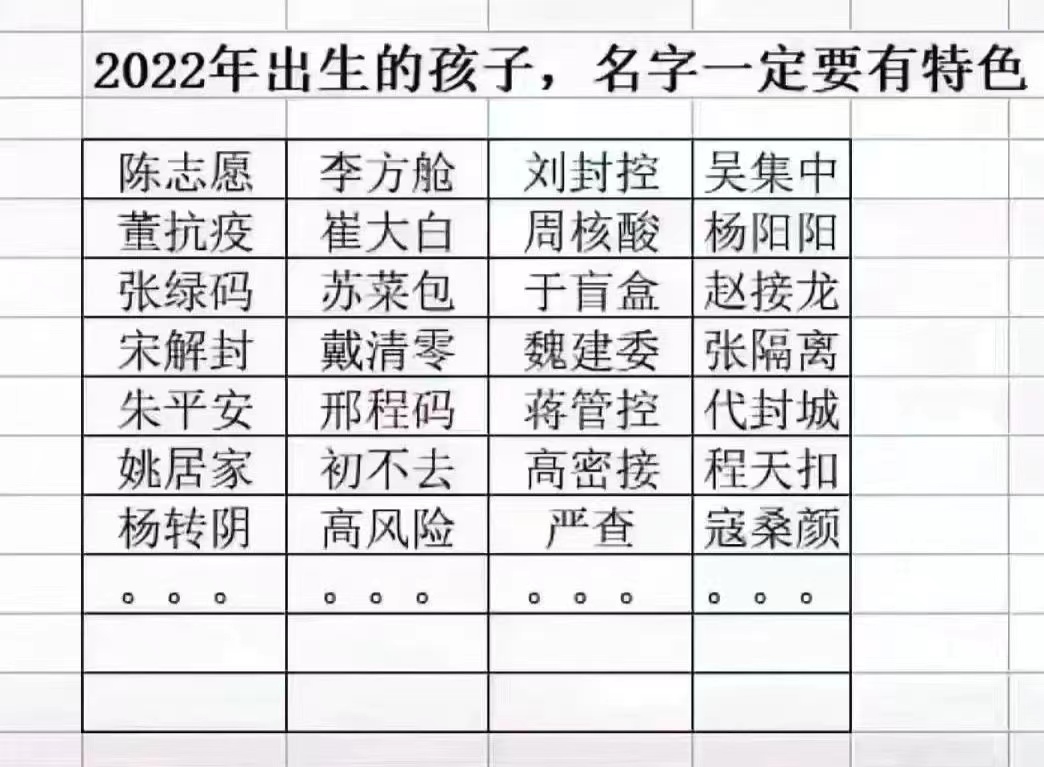 2022年出生的孩子，名字一定要有特色
陈志愿 李方舱 刘封控 吴集中
董抗疫 崔大白 周核酸 杨阳阳
张绿码 苏菜包 于盲盒 赵接龙
宋解封 戴清零 魏建委 张隔离
朱平安 邢程码 蒋管控 代封城
姚居家 初不去 高密接 程天扣
杨转阴 高风险 严查 寇桑颜
。。。 。。。 。。。 。。。